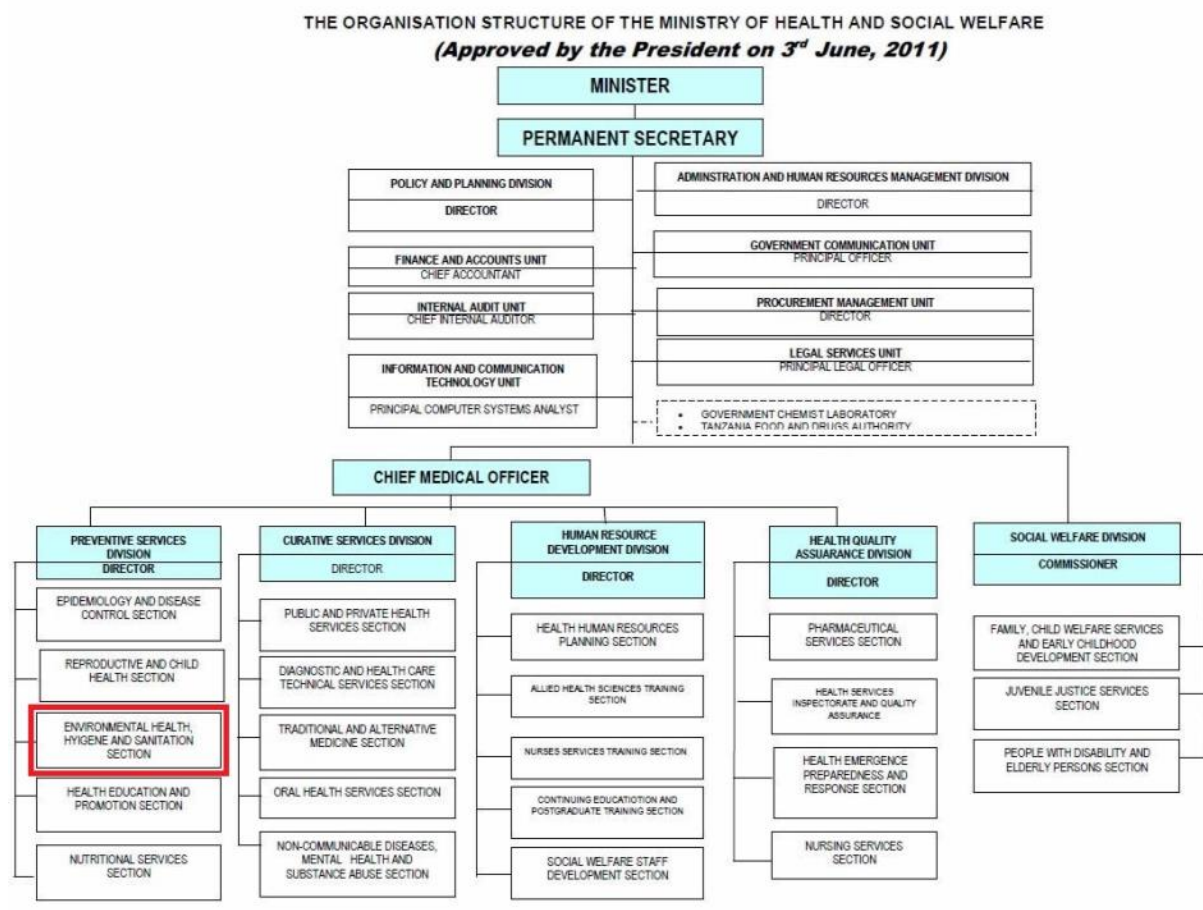 THE ORGANISATION STRUCTURE OF THE MINISTRY OF HEALTH AND SOCIAL WELFARE
(Approved by the President on 3rd June, 2011)
MINISTER
PERMANENT SECRETARY
POLICY AND PLANNING DIVISION
DIRECTOR
ADMINSTRATION AND HUMAN RESOURCES MANAGEMENT DIVISION
DIRECTOR
FINANCE AND ACCOUNTS UNIT
CHIEF ACCOUNTANT
GOVERNMENT COMMUNICATION UNIT
PRINCIPAL OFFICER
INTERNAL AUDIT UNIT
CHIEF INTERNAL AUDITOR
PROCUREMENT MANAGEMENT UNIT
DIRECTOR
INFORMATION AND COMMUNICATION
TECHNOLOGY UNIT
PRINCIPAL COMPUTER SYSTEMS ANALYST
LEGAL SERVICES UNIT
PRINCIPAL LEGAL OFFICER
• GOVERNMENT CHEMIST LABORATORY
• TANZANIA FOOD AND DRUGS AUTHORITY
CHIEF MEDICAL OFFICER
PREVENTIVE SERVICES
DIVISION
DIRECTOR
EPIDEMIOLOGY AND DISEASE
CONTROL SECTION
REPRODUCTIVE AND CHILD
HEALTH SECTION
ENVIRONMENTAL HEALTH,
HYIGENE AND SANITATION
SECTION
HEALTH EDUCATION AND
PROMOTION SECTION
NUTRITIONAL SERVICES
SECTION
CURATIVE SERVICES DIVISION
DIRECTOR
PUBLIC AND PRIVATE HEALTH
SERVICES SECTION
DIAGNOSTIC AND HEALTH CARE
TECHNICAL SERVICES SECTION
TRADITIONAL AND ALTERNATIVE
MEDICINE SECTION
ORAL HEALTH SERVICES SECTION
NON-COMMUNICABLE DISEASES,
MENTAL HEALTH AND
SUBSTANCE ABUSE SECTION
HUMAN RESOURCE
DEVELOPMENT DIVISION
DIRECTOR
HEALTH HUMAN RESOURCES
PLANNING SECTION
ALLIED HEALTH SCIENCES TRAINING
SECTION
NURSES SERVICES TRAINING SECTION
CONTINUING EDUCATIOTION AND
POSTGRADUATE TRAINING SECTION
SOCIAL WELFARE STAFF
DEVELOPMENT SECTION
HEALTH QUALITY
ASSUARANCE DIVISION
DIRECTOR
PHARMACEUTICAL
SERVICES SECTION
HEALTH SERVICES
INSPECTORATE AND QUALITY
ASSURANCE
HEALTH EMERGENCE
PREPAREDNESS AND
RESPONSE SECTION
NURSING SERVICES
SECTION
SOCIAL WELFARE DIVISION
COMMISSIONER
FAMILY, CHILD WELFARE SERVICES
AND EARLY CHILDHOOD
DEVELOPMENT SECTION
JUVENILE JUSTICE SERVICES
SECTION
PEOPLE WITH DISABILITY AND
ELDERLY PERSONS SECTION